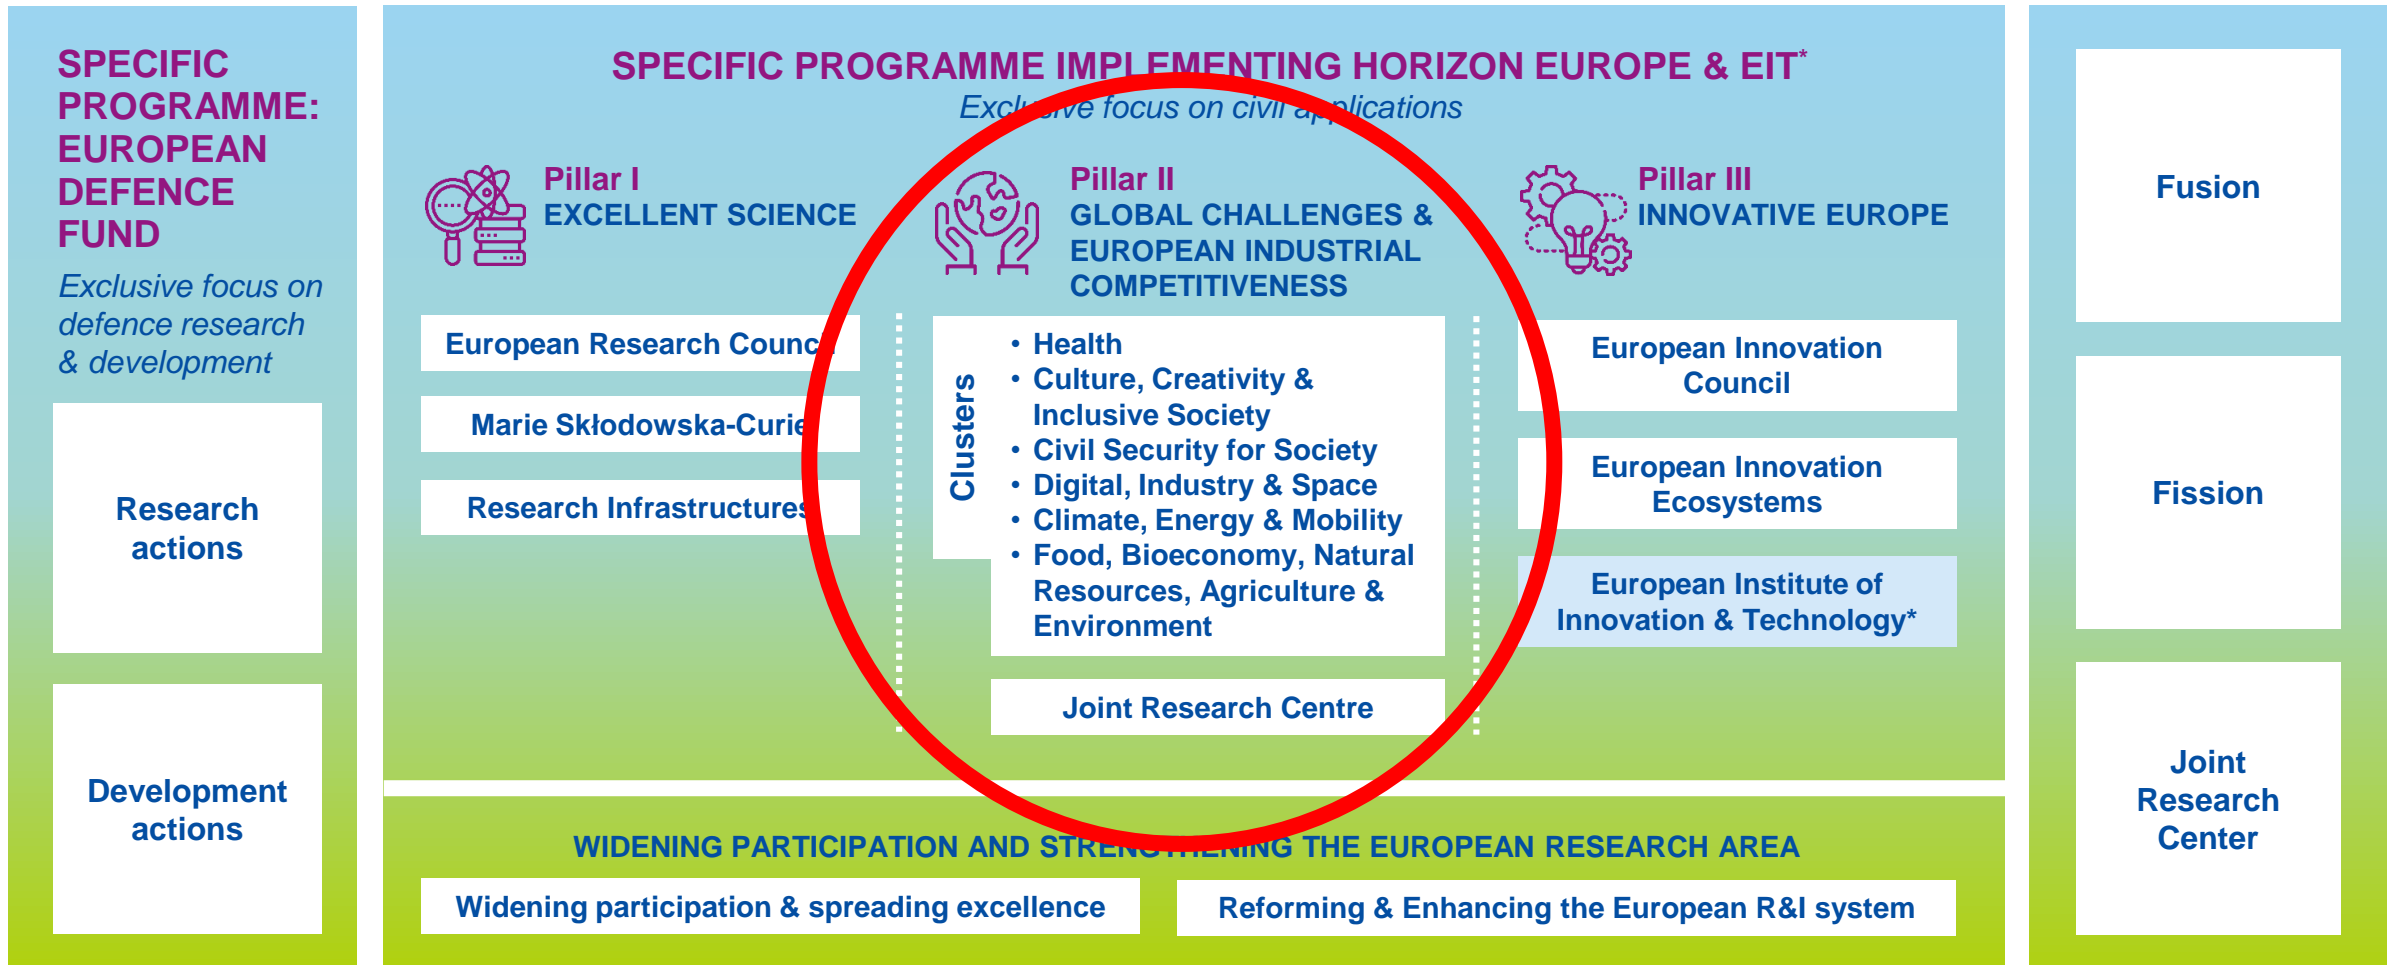 SPECIFIC
PROGRAMME:
EUROPEAN
DEFENCE
FUND
Exclusive focus on
defence research
& development
Research
actions
Development
actions
SPECIFIC PROGRAMME IMPLEMENTING HORIZON EUROPE & EIT*
Exclusive focus on civil applications
Pillar I
EXCELLENT SCIENCE
European Research Council
Marie Skłodowska-Curie
Research Infrastructures
Pillar II
GLOBAL CHALLENGES &
EUROPEAN INDUSTRIAL
COMPETITIVENESS
Clusters
• Health
• Culture, Creativity &
Inclusive Society
• Civil Security for Society
• Digital, Industry & Space
• Climate, Energy & Mobility
• Food, Bioeconomy, Natural
Resources, Agriculture &
Environment
Joint Research Centre
Pillar III
INNOVATIVE EUROPE
European Innovation
Council
European Innovation
Ecosystems
European Institute of
Innovation & Technology*
WIDENING PARTICIPATION AND STRENGTHENING THE EUROPEAN RESEARCH AREA
Widening participation & spreading excellence
Reforming & Enhancing the European R&I system
Fusion
Fission
Joint
Research
Center